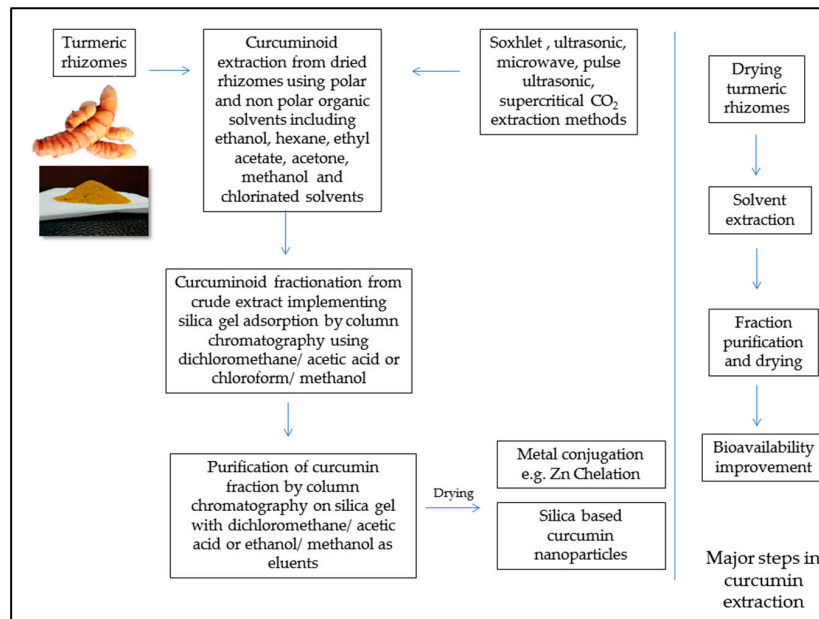 Turmeric
rhizomes
Curcuminoid
extraction from dried
rhizomes using polar
and non polar organic
solvents including
ethanol, hexane, ethyl
acetate, acetone,
methanol and
chlorinated solvents
Soxhlet , ultrasonic,
microwave, pulse
ultrasonic,
supercritical CO2
extraction methods
Curcuminoid fractionation from
crude extract implementing
silica gel adsorption by column
chromatography using
dichloromethane/ acetic acid or
chloroform/ methanol
Purification of curcumin
fraction by column
chromatography on silica gel
with dichloromethane/ acetic
acid or ethanol/ methanol as
eluents
Drying
Metal conjugation
e.g. Zn Chelation
Silica based
curcumin
nanoparticles
Drying
turmeric
rhizomes
Solvent
extraction
Fraction
purification
and drying
Bioavailability
improvement
Major steps in
curcumin
extraction